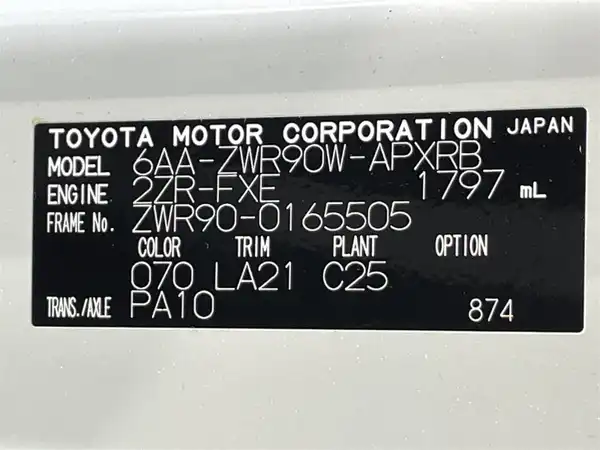 TOYOTA MOTOR CORPORATION JAPAN
MODEL 6AA-ZWR90W-APXRB
ENGINE 2ZR-FXE 1797 mL
FRAME No. ZWR90-0165505
COLOR TRIM PLANT OPTION
070 LA21 C25
TRANS./AXLE PA10 874